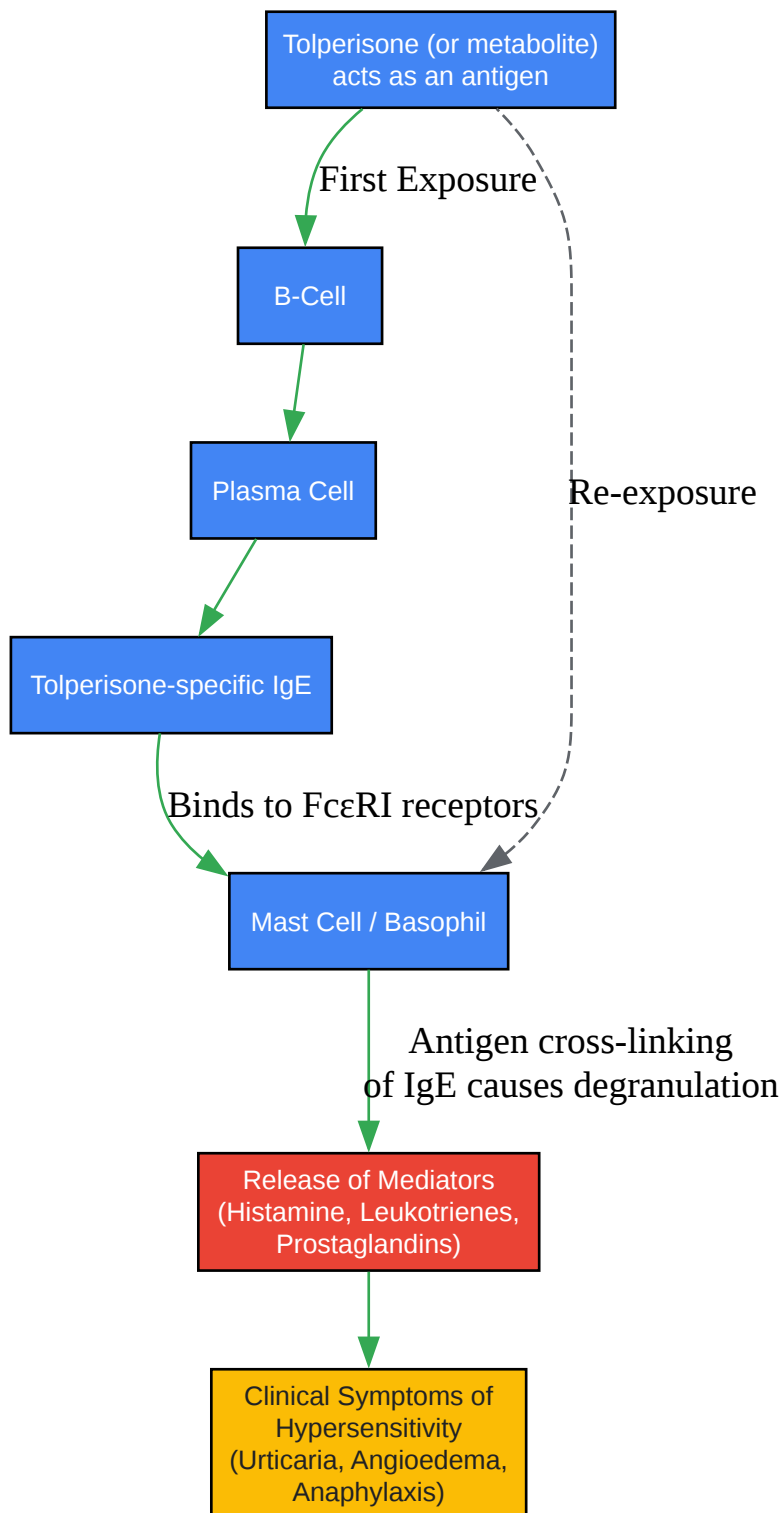 Tolperisone (or metabolite)
acts as an antigen
First Exposure
B-Cell
Plasma Cell
Re-exposure
Tolperisone-specific IgE
Binds to FcεRI receptors
Mast Cell / Basophil
Antigen cross-linking
of IgE causes degranulation
Release of Mediators
(Histamine, Leukotrienes,
Prostaglandins)
Clinical Symptoms of
Hypersensitivity
(Urticaria, Angioedema,
Anaphylaxis)